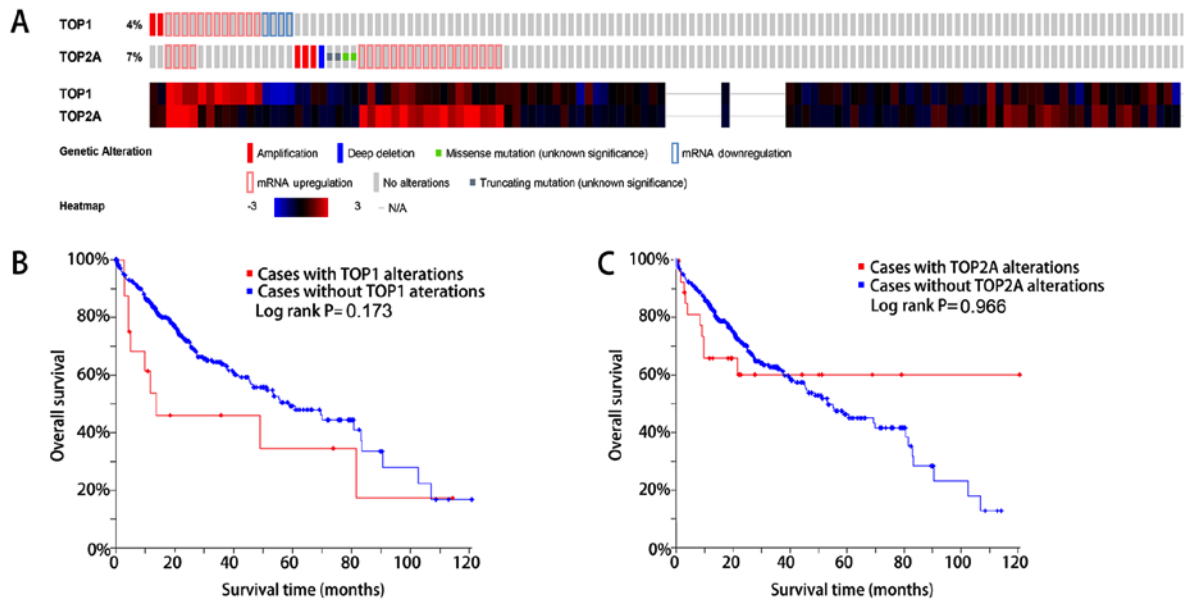 A
TOP1 4%
TOP2A 7%
TOP1
TOP2A
Genetic Alteration
Amplification Deep deletion Missense mutation (unknown significance) mRNA downregulation
mRNA upregulation No alterations Truncating mutation (unknown significance)
Heatmap -3 3 N/A
B
100%
80%
60%
40%
20%
0%
Overall survival
Cases with TOP1 alterations
Cases without TOP1 aterations
Log rank P= 0.173
0 20 40 60 80 100 120
Survival time (months)
C
100%
80%
60%
40%
20%
0%
Overall survival
Cases with TOP2A alterations
Cases without TOP2A alterations
Log rank P=0.966
0 20 40 60 80 100 120
Survival time (months)